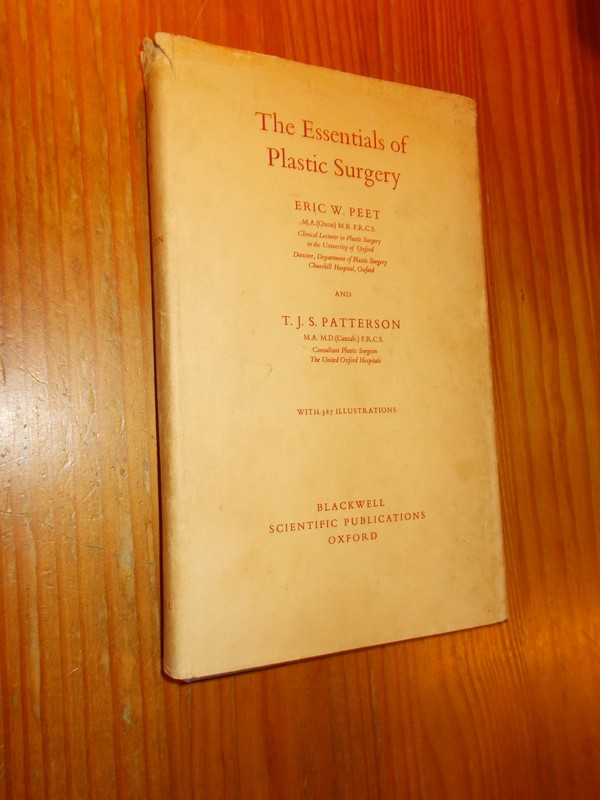 The Essentials of
Plastic Surgery
ERIC W. PEET
M.A.(Oxon) M.B. F.R.C.S.
Clinical Lecturer in Plastic Surgery
in the University of Oxford
Director, Department of Plastic Surgery
Churchill Hospital, Oxford
AND
T. J. S. PATTERSON
M.A. M.D.(Cantab.) F.R.C.S.
Consultant Plastic Surgeon
The United Oxford Hospitals
WITH 387 ILLUSTRATIONS
BLACKWELL
SCIENTIFIC PUBLICATIONS
OXFORD